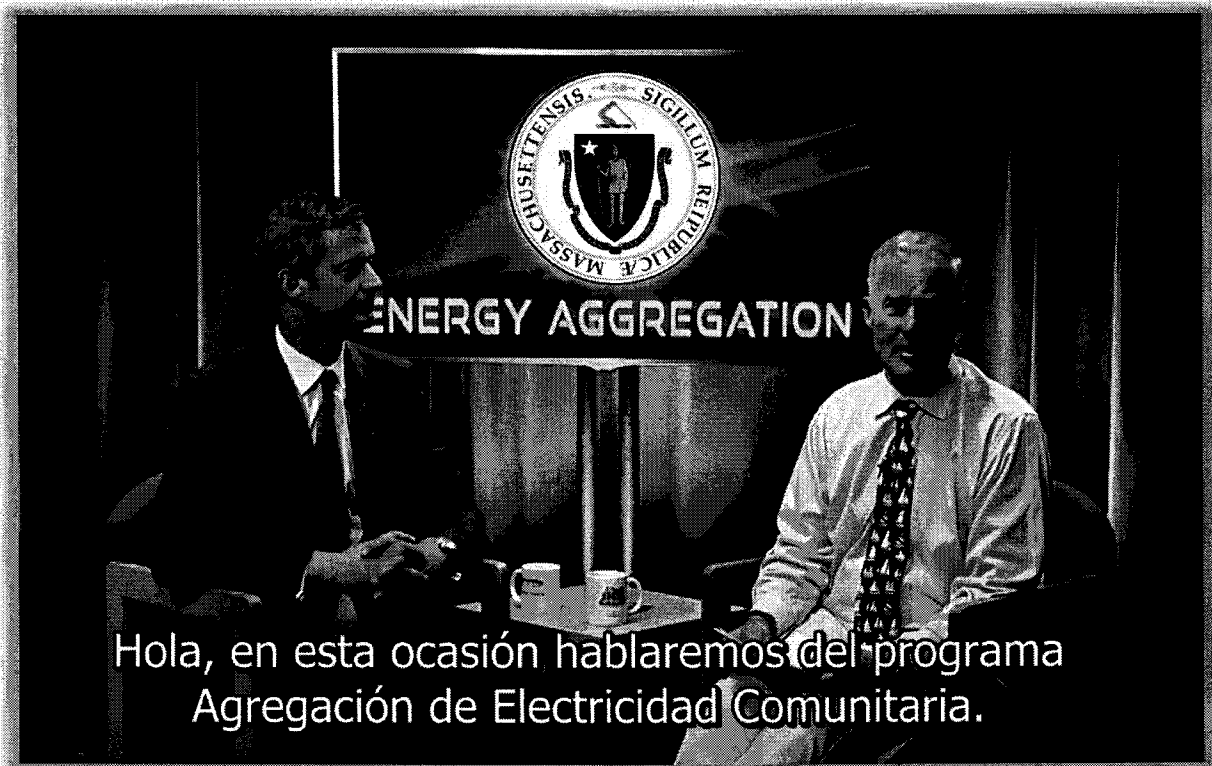 MASSACHUSETTENSIS. SIGILLUM REIPUBLICÆ
ENERGY AGGREGATION
Hola, en esta ocasión hablaremos del programa
Agregación de Electricidad Comunitaria.